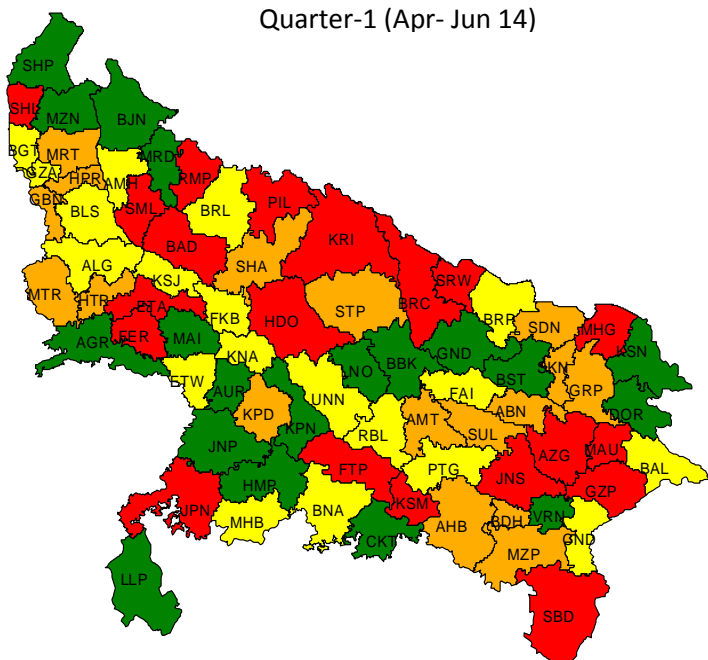 Quarter-1 (Apr- Jun 14)
SHP
SHI
MZN
BJN
BGT
MRT
MRD
GZA
HPR
AMH
RMP
GBN
BLS
SML
BRL
PIL
BAD
KRI
ALG
SHA
KSJ
SRW
MTR
HTR
ETA
FKB
HDO
STP
BRC
BRP
SDN
MHG
AGR
FER
MAI
KNA
LNO
BBK
GND
BST
SKN
GRP
KSN
ETW
AUR
KPD
UNN
FAI
DOR
KPN
RBL
AMT
SUL
ABN
JNP
FTP
PTG
JNS
AZG
MAU
BAL
HMP
KSM
GZP
JPN
MHB
BNA
CKT
AHB
BDH
VRN
GND
MZP
LLP
SBD